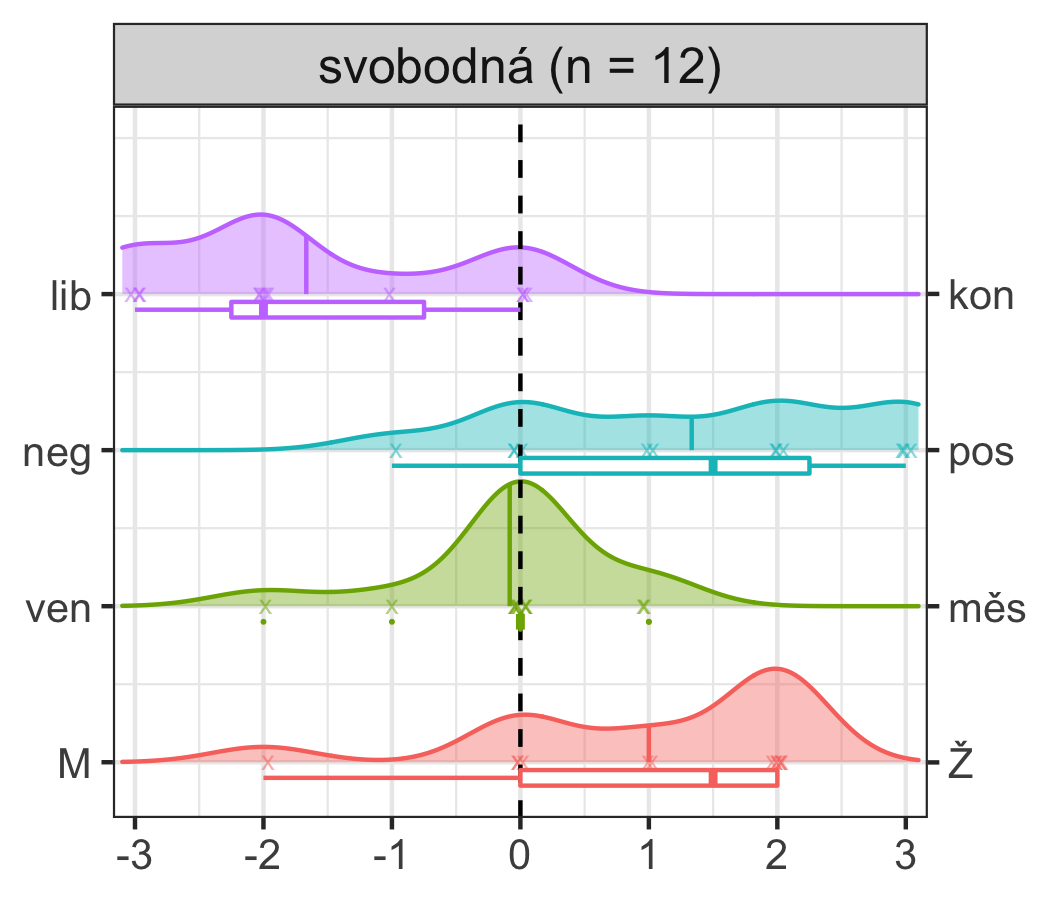 svobodná (n = 12)
lib kon
neg pos
ven měs
M Ž
-3 -2 -1 0 1 2 3